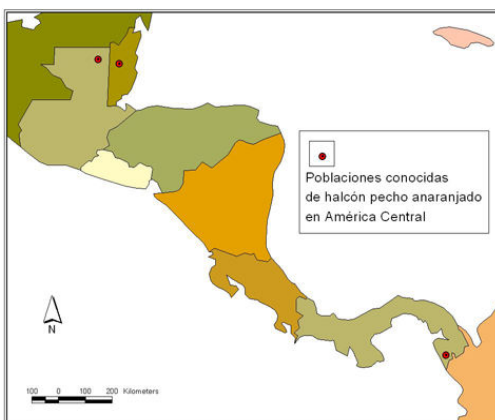 Poblaciones conocidas
de halcón pecho anaranjado
en América Central
N
100 0 100 200 Kilometers